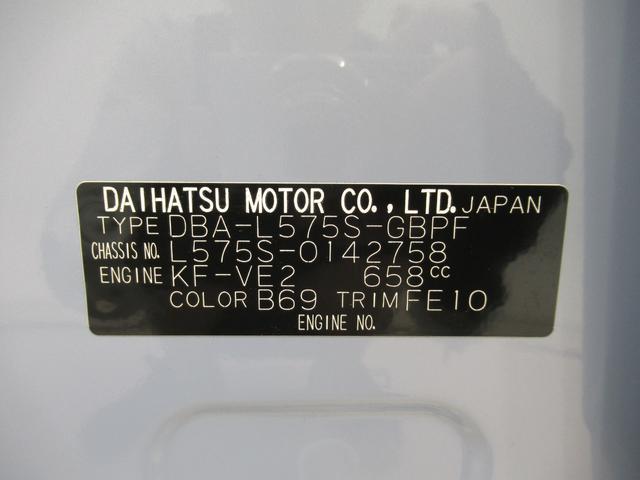 DAIHATSU MOTOR CO.,LTD. JAPAN
TYPE DBA-L575S-GBPF
CHASSIS NO. L575S-0142758
ENGINE KF-VE2 658cc
COLOR B69 TRIM FE10
ENGINE NO.